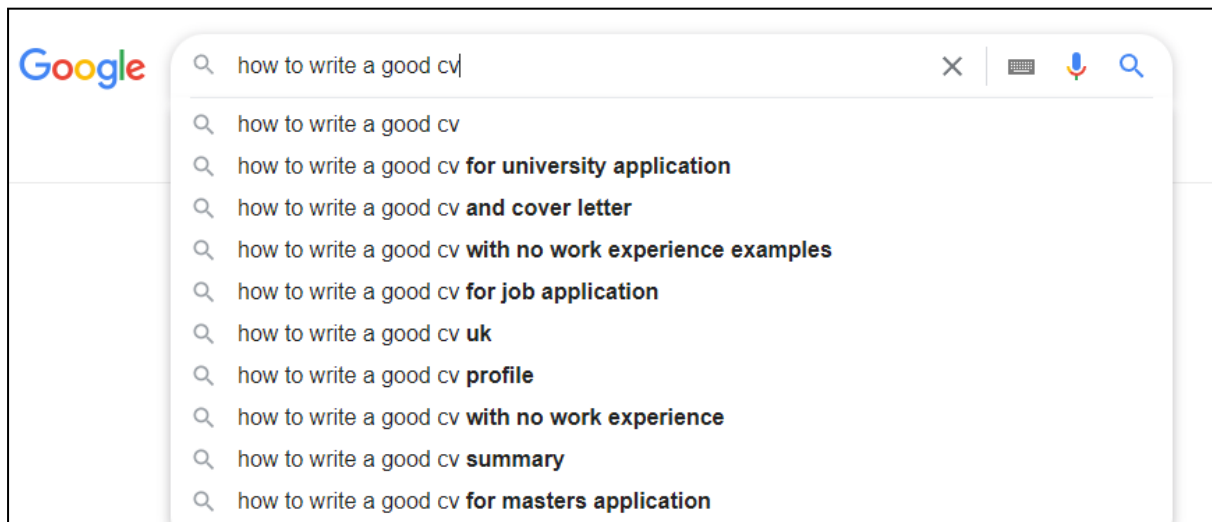 Google
how to write a good cv
how to write a good cv
how to write a good cv for university application
how to write a good cv and cover letter
how to write a good cv with no work experience examples
how to write a good cv for job application
how to write a good cv uk
how to write a good cv profile
how to write a good cv with no work experience
how to write a good cv summary
how to write a good cv for masters application